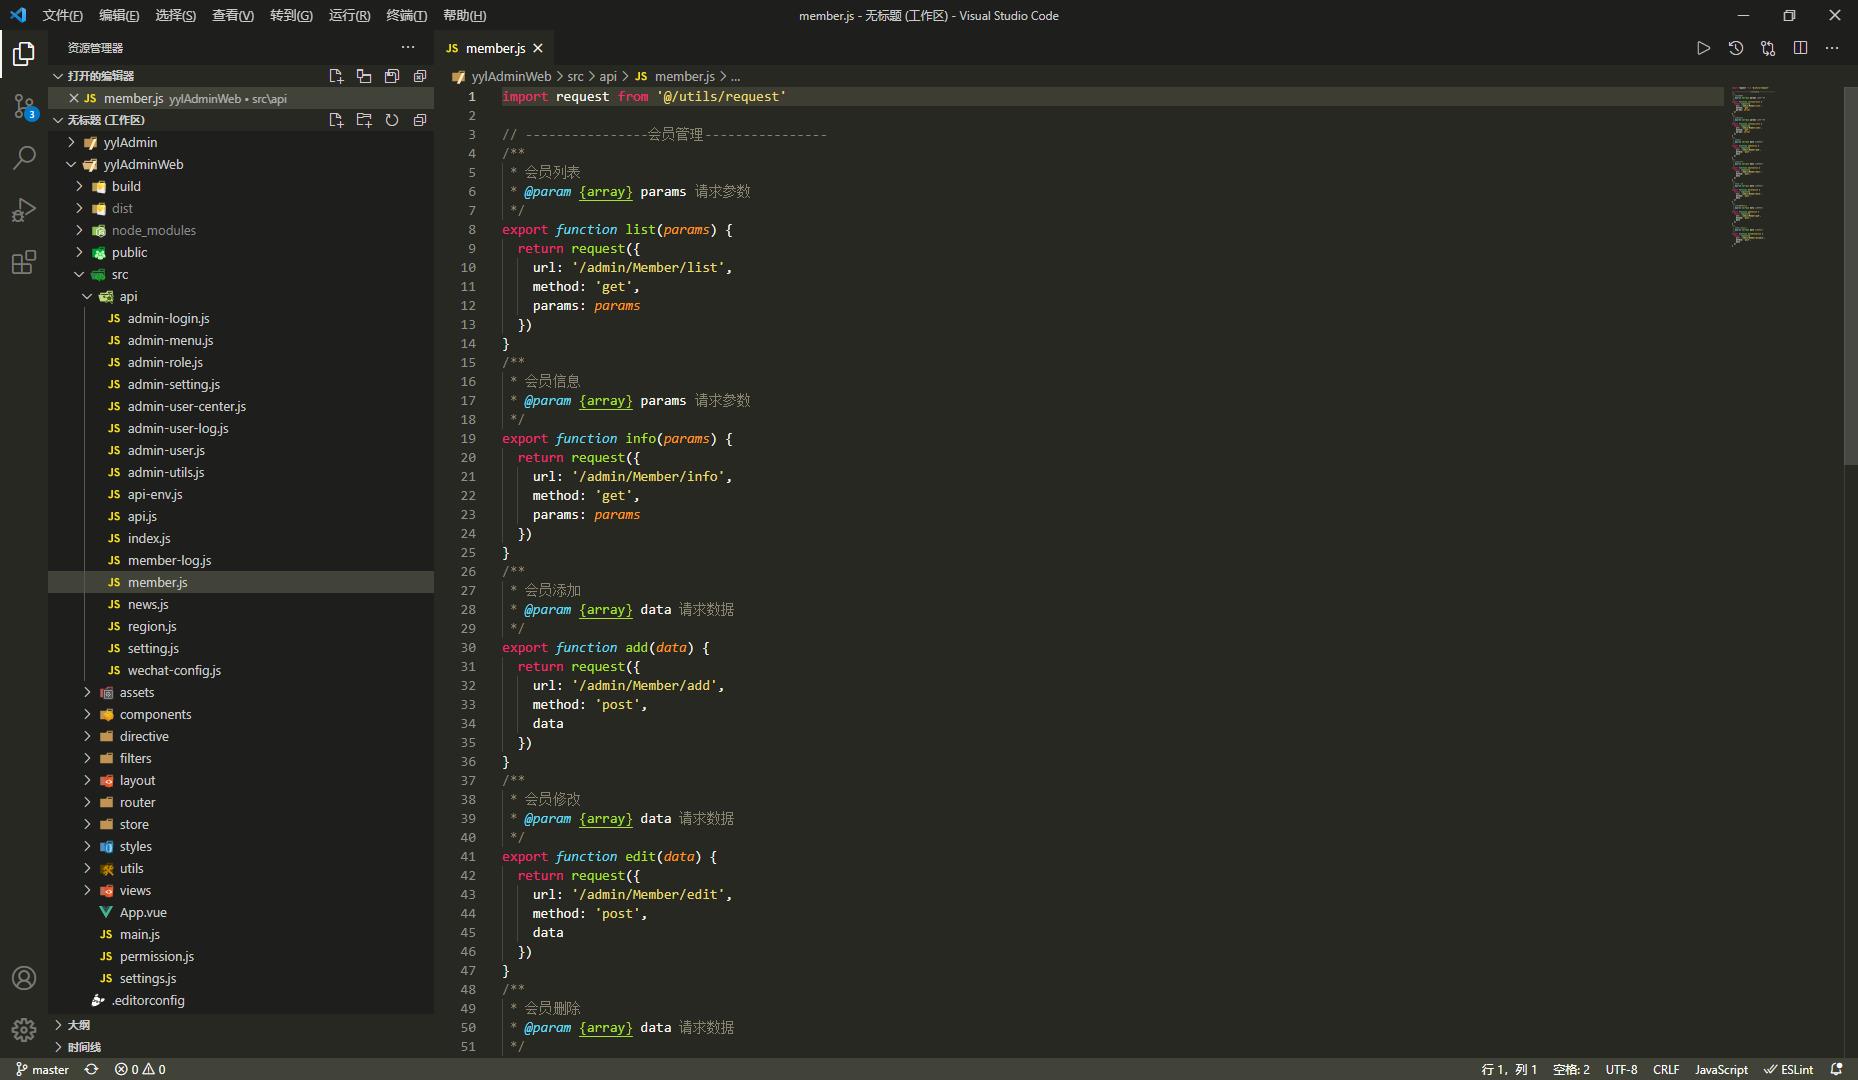 文件(F) 编辑(E) 选择(S) 查看(V) 转到(G) 运行(R) 终端(T) 帮助(H)
member.js - 无标题 (工作区) - Visual Studio Code
资源管理器
打开的编辑器
JS member.js yylAdminWeb • src\api
无标题 (工作区)
3
yylAdmin
yylAdminWeb
build
dist
node_modules
public
src
api
JS admin-login.js
JS admin-menu.js
JS admin-role.js
JS admin-setting.js
JS admin-user-center.js
JS admin-user-log.js
JS admin-user.js
JS admin-utils.js
JS api-env.js
JS api.js
JS index.js
JS member-log.js
JS member.js
JS news.js
JS region.js
JS setting.js
JS wechat-config.js
assets
components
directive
filters
layout
router
store
styles
utils
views
App.vue
JS main.js
JS permission.js
JS settings.js
.editorconfig
大纲
时间线
JS member.js
yylAdminWeb > src > api > JS member.js > ...
1 import request from '@/utils/request'
2
3 // ----------------会员管理----------------
4 /**
5 * 会员列表
6 * @param {array} params 请求参数
7 */
8 export function list(params) {
9 return request({
10 url: '/admin/Member/list',
11 method: 'get',
12 params: params
13 })
14 }
15 /**
16 * 会员信息
17 * @param {array} params 请求参数
18 */
19 export function info(params) {
20 return request({
21 url: '/admin/Member/info',
22 method: 'get',
23 params: params
24 })
25 }
26 /**
27 * 会员添加
28 * @param {array} data 请求数据
29 */
30 export function add(data) {
31 return request({
32 url: '/admin/Member/add',
33 method: 'post',
34 data
35 })
36 }
37 /**
38 * 会员修改
39 * @param {array} data 请求数据
40 */
41 export function edit(data) {
42 return request({
43 url: '/admin/Member/edit',
44 method: 'post',
45 data
46 })
47 }
48 /**
49 * 会员删除
50 * @param {array} data 请求数据
51 */
master 0 0 行 1，列 1 空格: 2 UTF-8 CRLF JavaScript ESLint